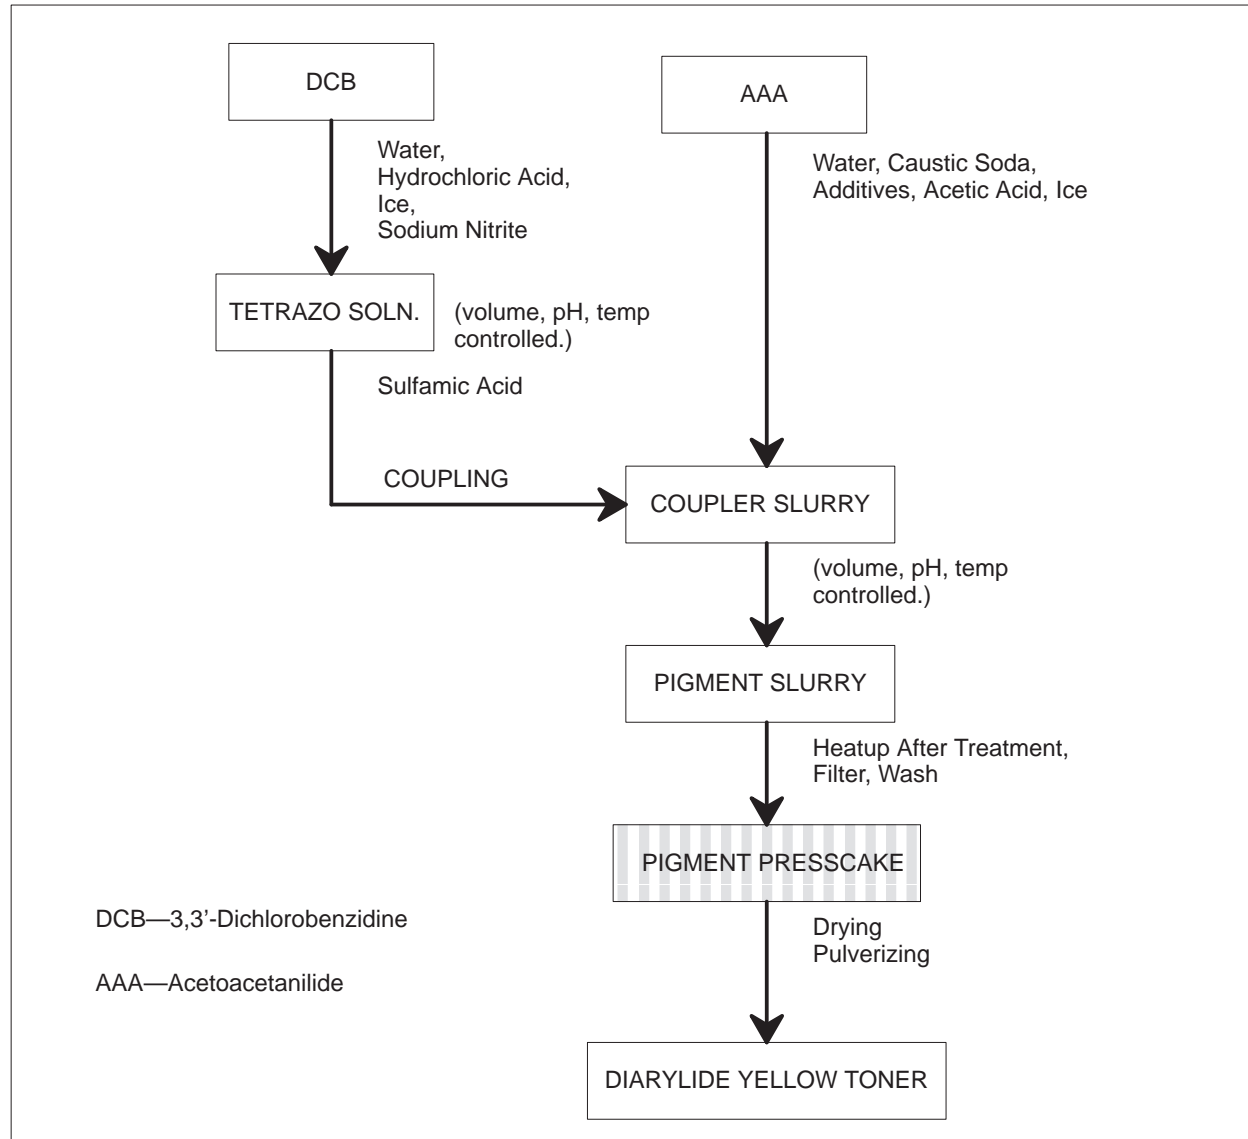 DCB
AAA
Water,
Hydrochloric Acid,
Ice,
Sodium Nitrite
Water, Caustic Soda,
Additives, Acetic Acid, Ice
TETRAZO SOLN.
(volume, pH, temp
controlled.)
Sulfamic Acid
COUPLING
COUPLER SLURRY
(volume, pH, temp
controlled.)
PIGMENT SLURRY
Heatup After Treatment,
Filter, Wash
PIGMENT PRESSCAKE
DCB—3,3’-Dichlorobenzidine
Drying
Pulverizing
AAA—Acetoacetanilide
DIARYLIDE YELLOW TONER